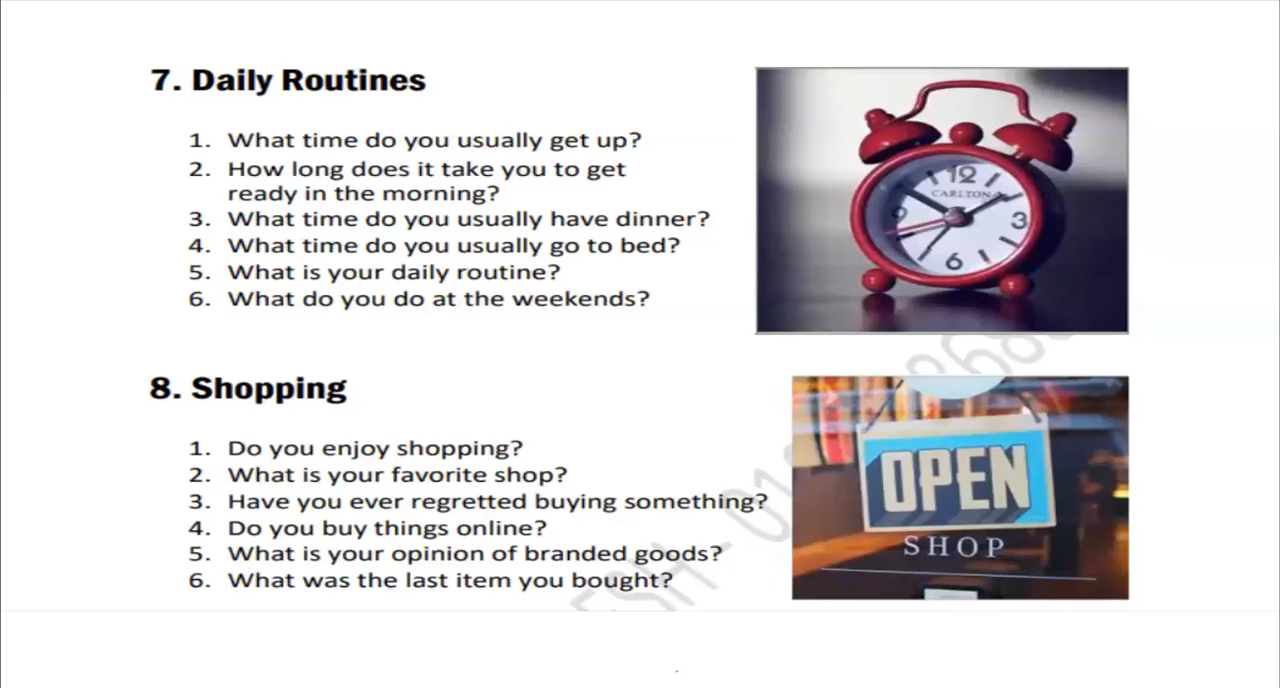 7. Daily Routines
1. What time do you usually get up?
2. How long does it take you to get
ready in the morning?
3. What time do you usually have dinner?
4. What time do you usually go to bed?
5. What is your daily routine?
6. What do you do at the weekends?
12
CARLTON
9
3
6
8. Shopping
1. Do you enjoy shopping?
2. What is your favorite shop?
3. Have you ever regretted buying something?
4. Do you buy things online?
5. What is your opinion of branded goods?
6. What was the last item you bought?
OPEN
SHOP